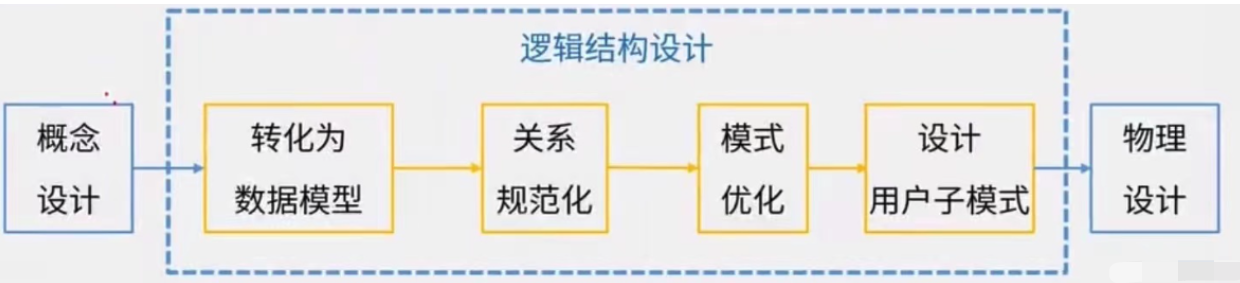 逻辑结构设计
概念
设计
转化为
数据模型
关系
规范化
模式
优化
设计
用户子模式
物理
设计